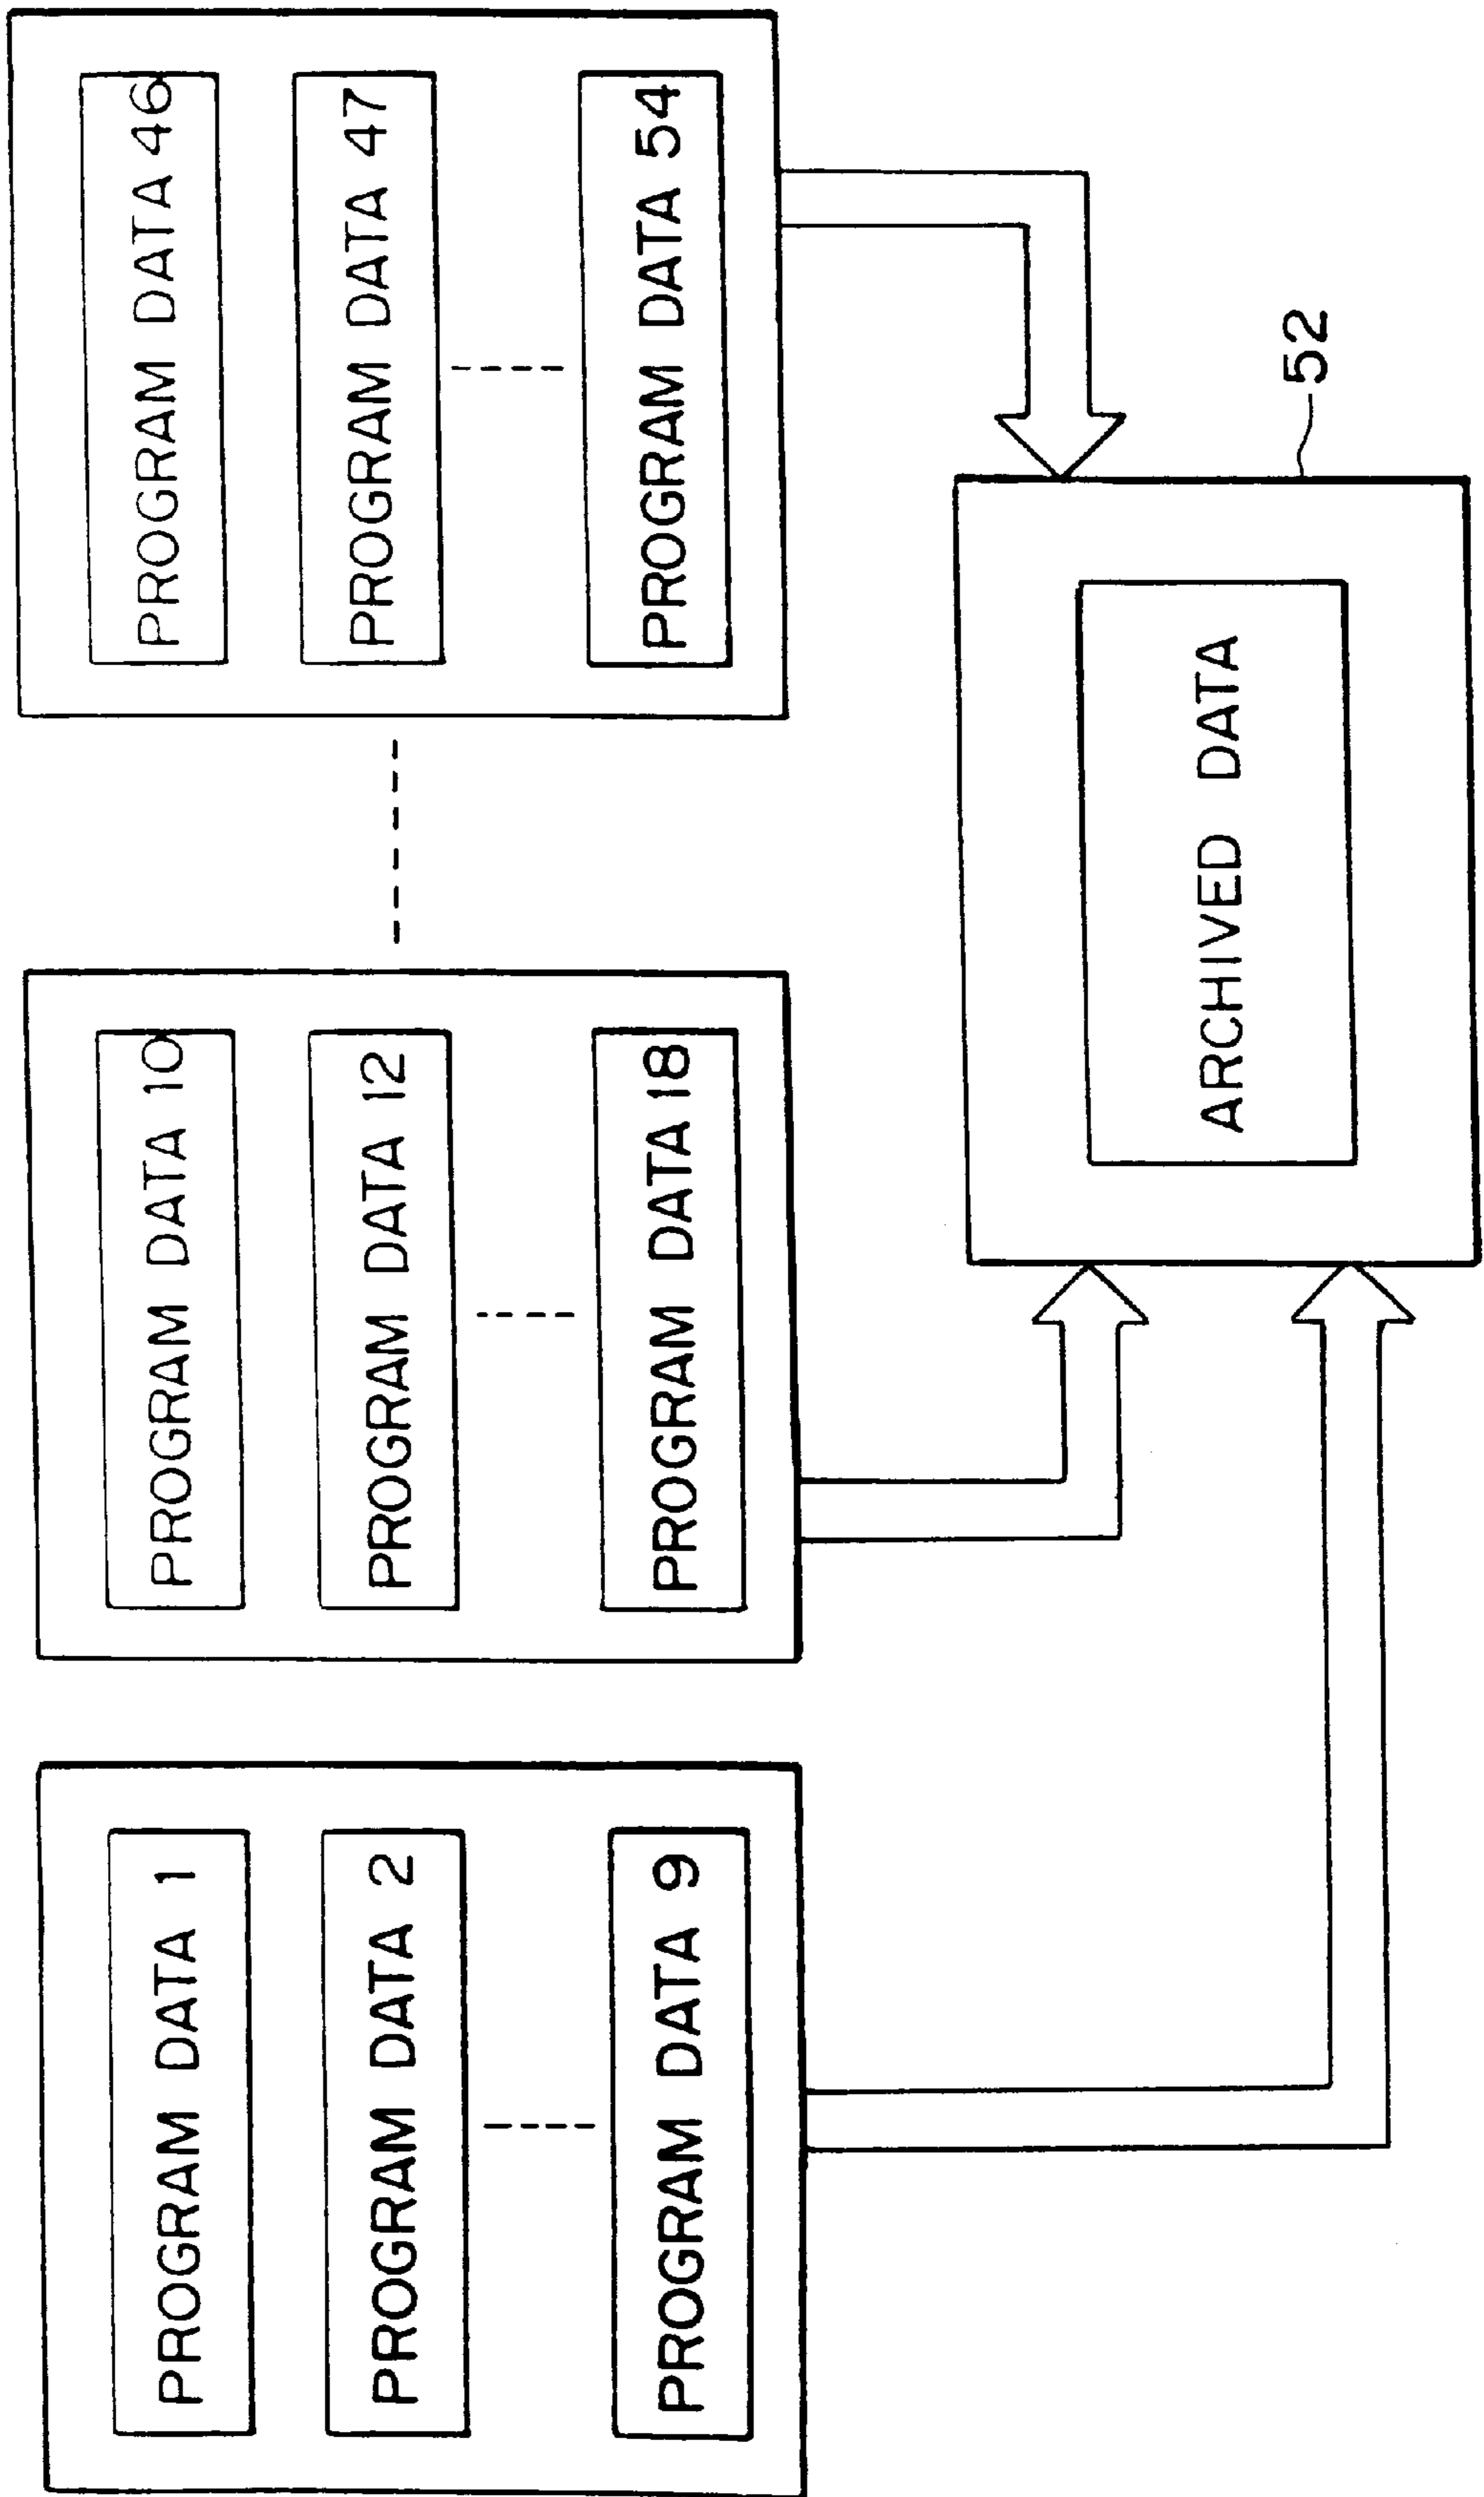 PROGRAM DATA 1
PROGRAM DATA 2
PROGRAM DATA 9
PROGRAM DATA 10
PROGRAM DATA 12
PROGRAM DATA 18
PROGRAM DATA 46
PROGRAM DATA 47
PROGRAM DATA 54
ARCHIVED DATA
52